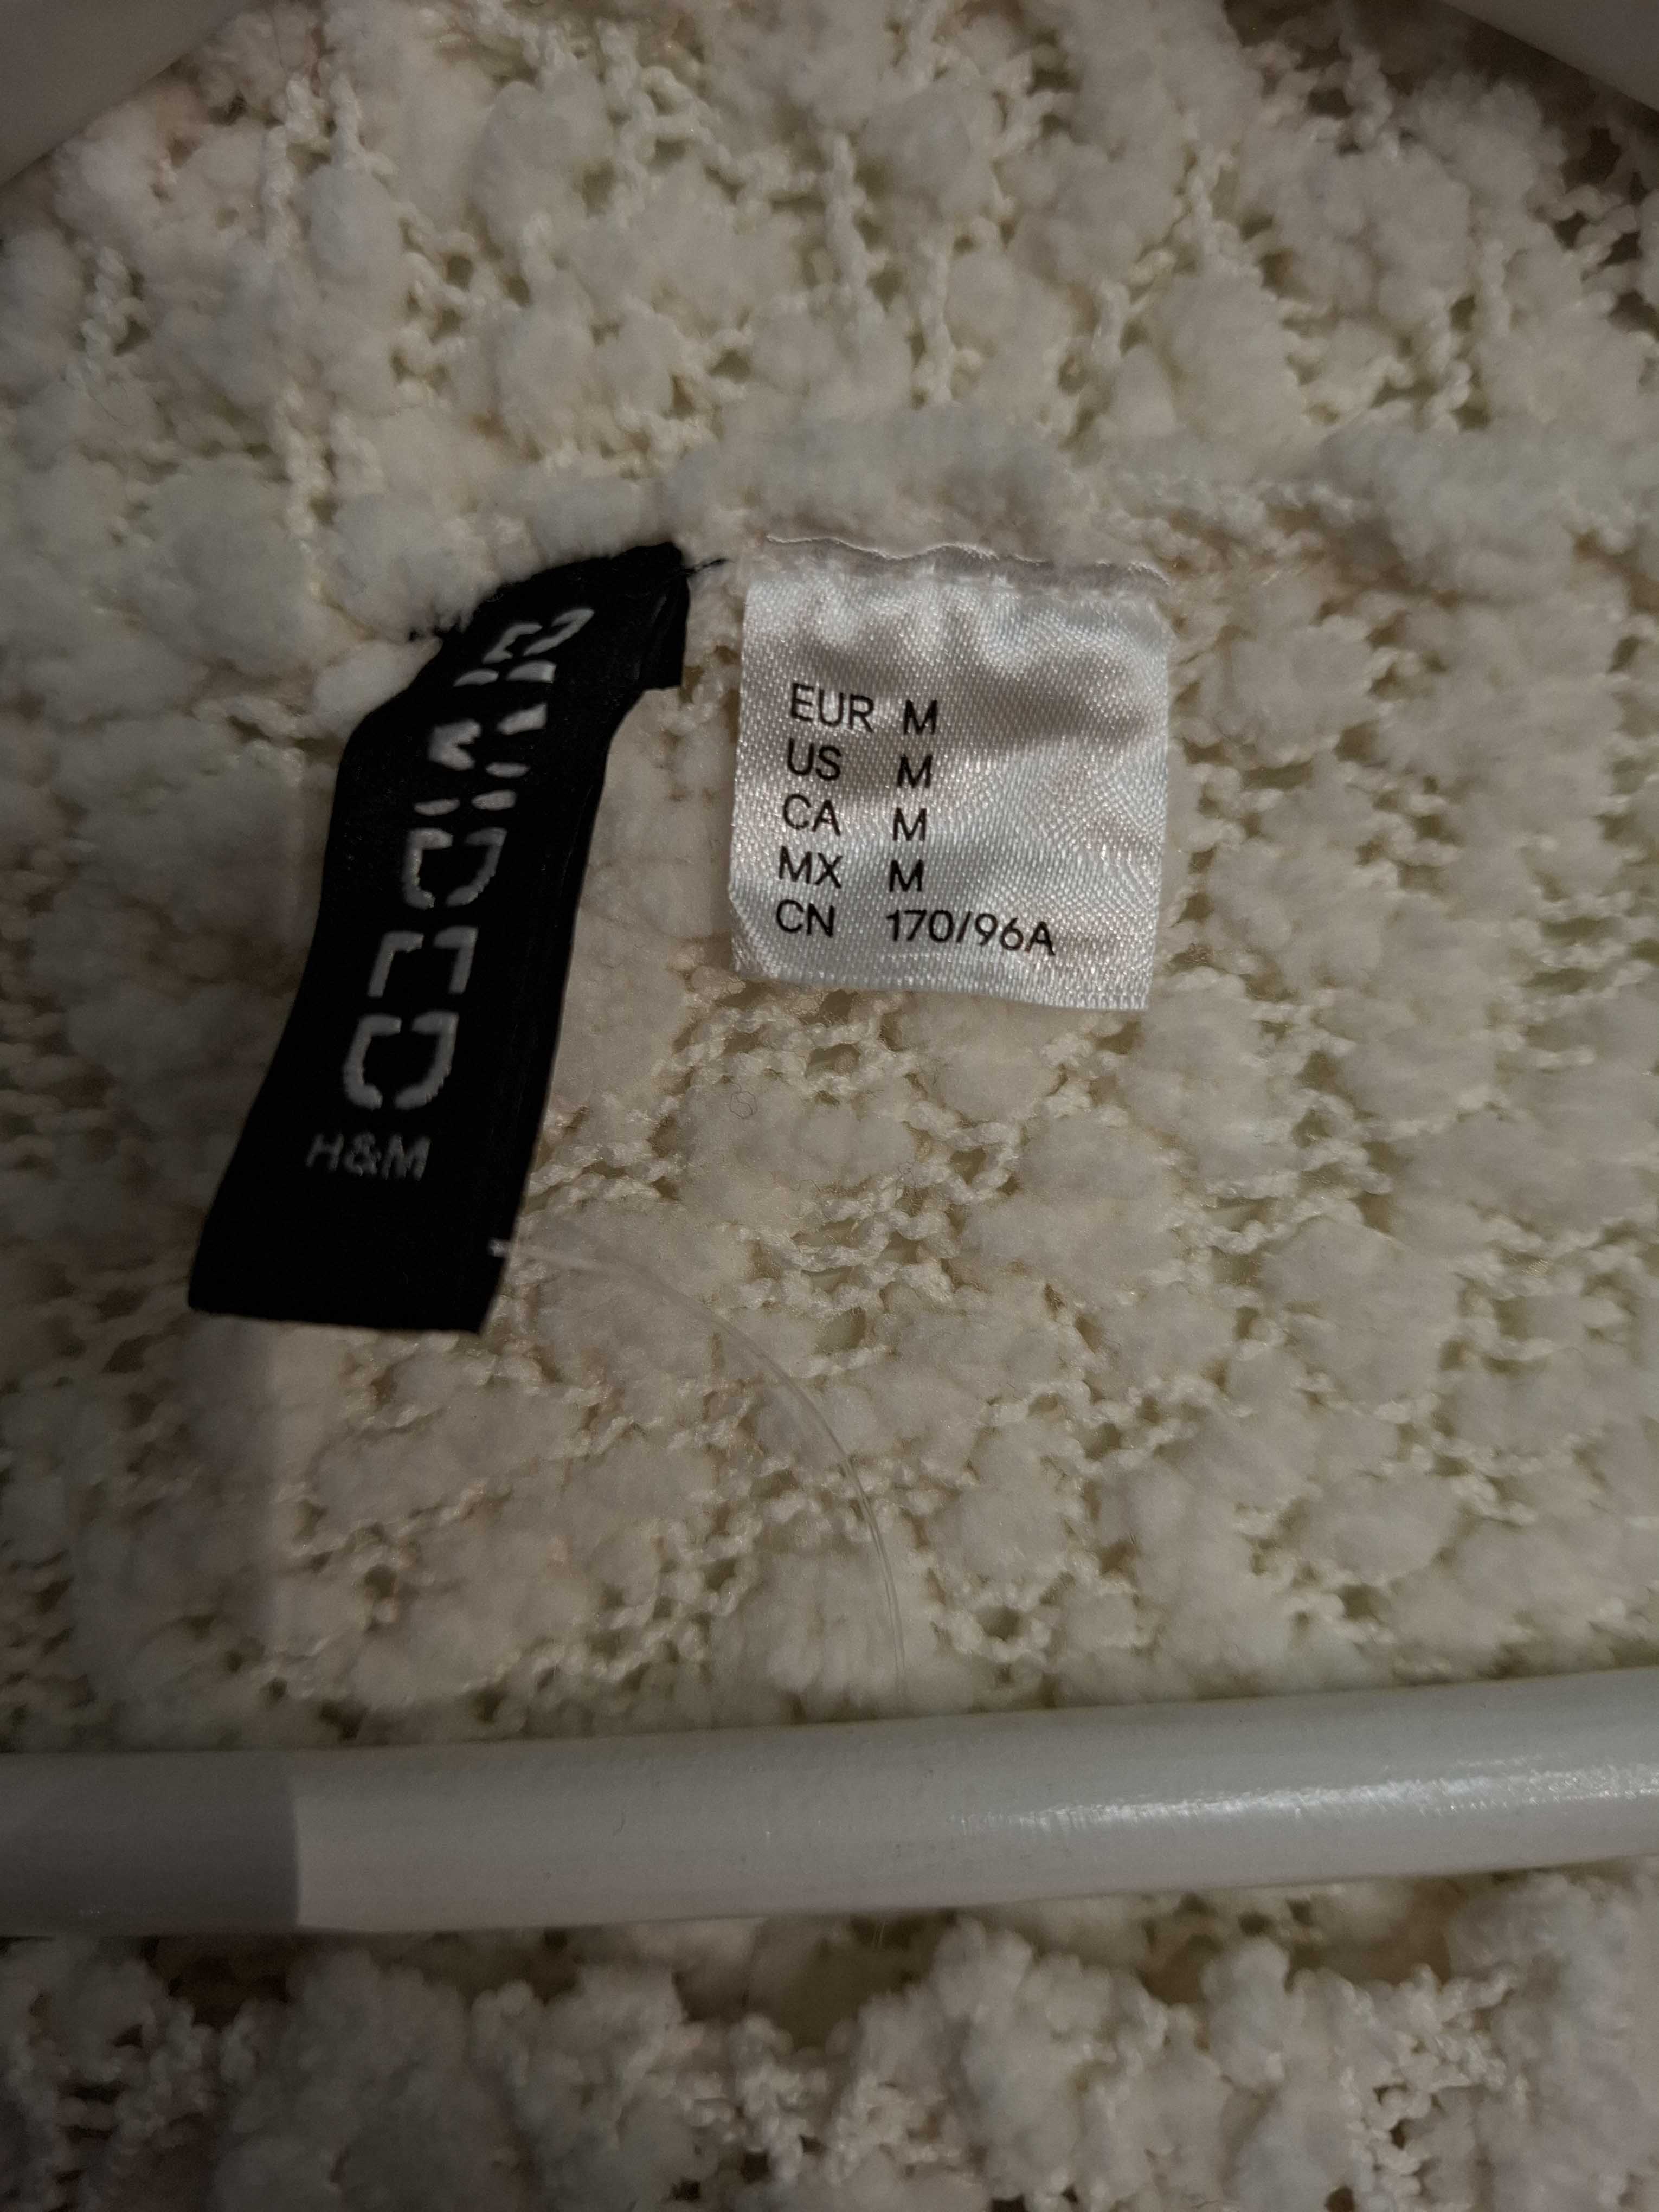 DIVIDED
H&M
EUR M
US M
CA M
MX M
CN 170/96A